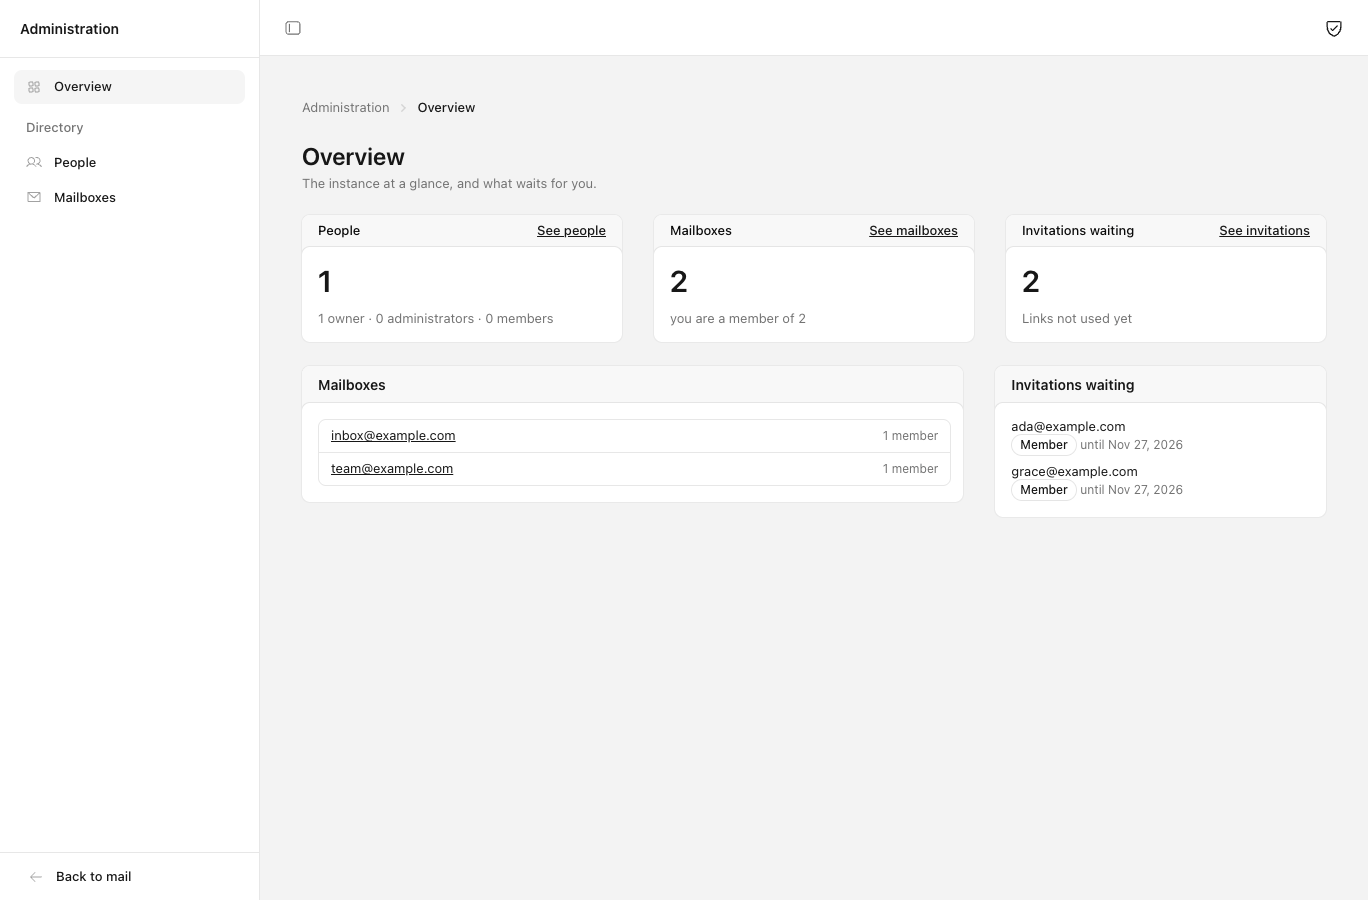 Administration
Overview
Directory
People
Mailboxes
Back to mail
Administration Overview
Overview
The instance at a glance, and what waits for you.
People See people
1
1 owner · 0 administrators · 0 members
Mailboxes See mailboxes
2
you are a member of 2
Invitations waiting See invitations
2
Links not used yet
Mailboxes
inbox@example.com 1 member
team@example.com 1 member
Invitations waiting
ada@example.com
Member until Nov 27, 2026
grace@example.com
Member until Nov 27, 2026